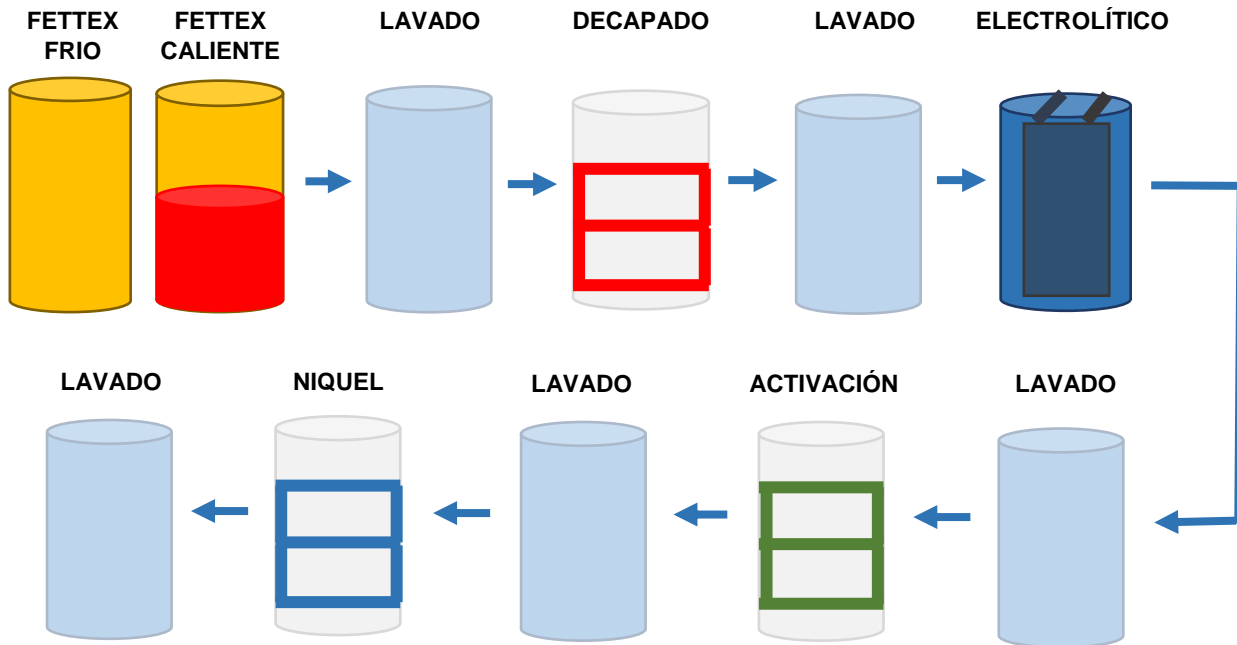 FETTEX
FRIO
FETTEX
CALIENTE
LAVADO
DECAPADO
LAVADO
ELECTROLÍTICO
LAVADO
NIQUEL
LAVADO
ACTIVACIÓN
LAVADO